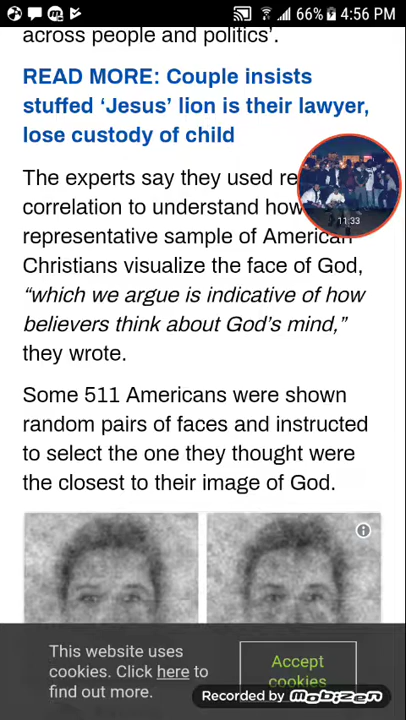 66% 4:56 PM
across people and politics’.
READ MORE: Couple insists
stuffed ‘Jesus’ lion is their lawyer,
lose custody of child
The experts say they used re
correlation to understand how
representative sample of American
Christians visualize the face of God,
“which we argue is indicative of how
believers think about God’s mind,”
they wrote.
11:33
Some 511 Americans were shown
random pairs of faces and instructed
to select the one they thought were
the closest to their image of God.
This website uses
cookies. Click here to
find out more.
Accept
cookies
Recorded by mobizen